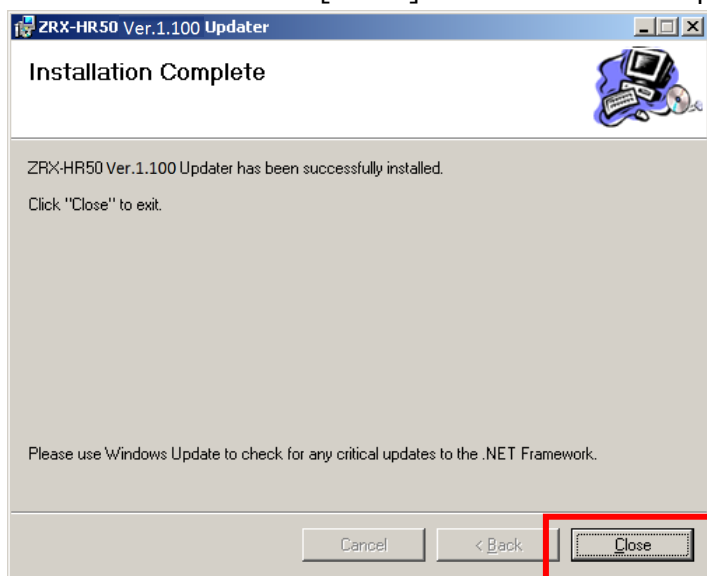 ZRX-HR50 Ver.1.100 Updater
Installation Complete
ZRX-HR50 Ver.1.100 Updater has been successfully installed.
Click "Close" to exit.
Please use Windows Update to check for any critical updates to the .NET Framework.
Cancel < Back Close